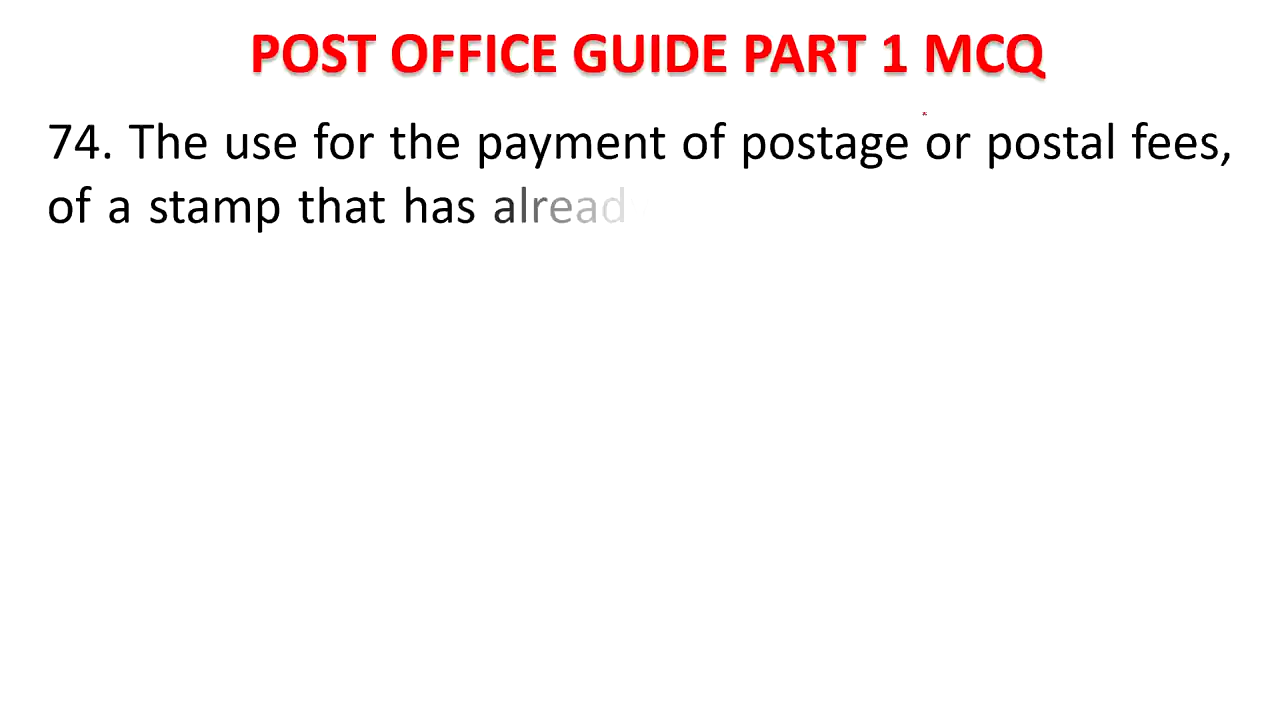 POST OFFICE GUIDE PART 1 MCQ
74. The use for the payment of postage or postal fees,
of a stamp that has alread